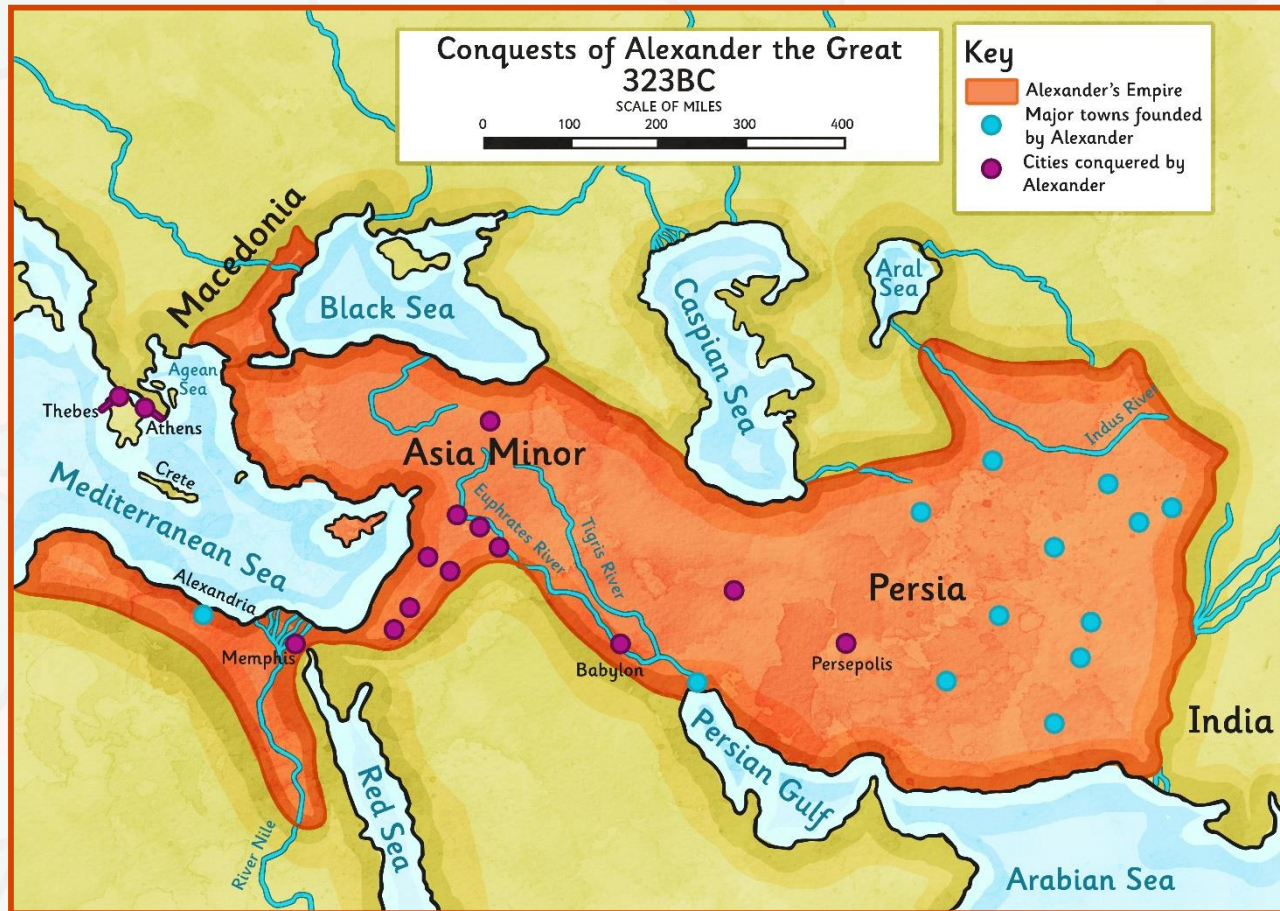 Conquests of Alexander the Great
323BC
SCALE OF MILES
0 100 200 300 400
Key
Alexander's Empire
Major towns founded
by Alexander
Cities conquered by
Alexander
Macedonia
Black Sea
Caspian Sea
Aral
Sea
Agean
Sea
Thebes
Athens
Crete
Mediterranean Sea
Asia Minor
Euphrates River
Tigris River
Indus River
Alexandria
Memphis
Babylon
Persia
Persepolis
India
Persian Gulf
Red Sea
River Nile
Arabian Sea